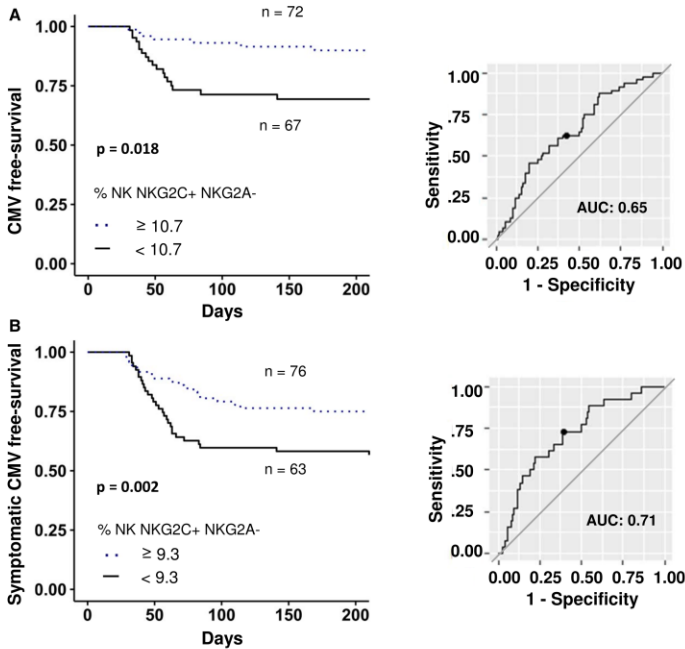 A
n = 72
1.00
0.75
0.50
0.25
0.00
CMV free-survival
p = 0.018
n = 67
% NK NKG2C+ NKG2A-
≥ 10.7
< 10.7
0 50 100 150 200
Days
1.00
.75
.50
.25
0.00
Sensitivity
AUC: 0.65
0.00 0.25 0.50 0.75 1.00
1 - Specificity
B
n = 76
1.00
0.75
0.50
0.25
0.00
Symptomatic CMV free-survival
n = 63
p = 0.002
% NK NKG2C+ NKG2A-
≥ 9.3
< 9.3
0 50 100 150 200
Days
1.00
.75
.50
.25
0.00
Sensitivity
AUC: 0.71
0.00 0.25 0.50 0.75 1.00
1 - Specificity